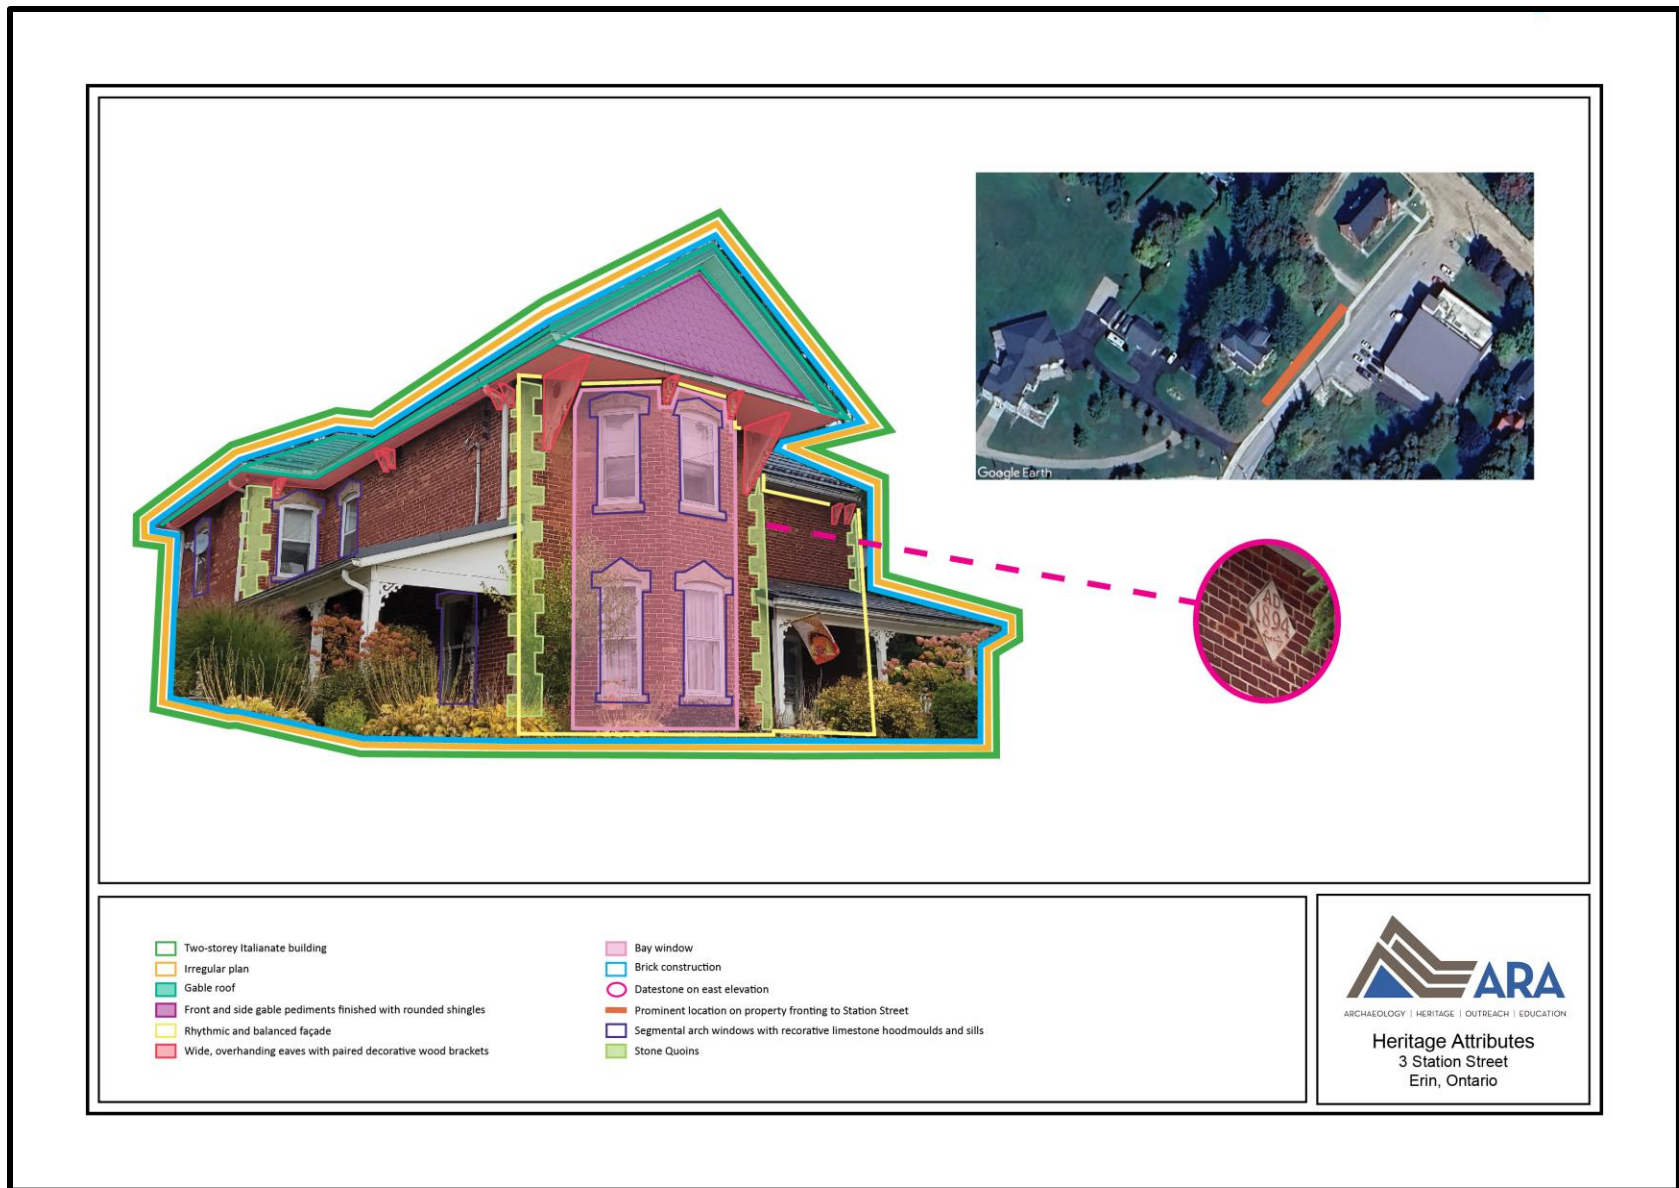 Google Earth
AD
1894
Two-storey Italianate building
Irregular plan
Gable roof
Front and side gable pediments finished with rounded shingles
Rhythmic and balanced façade
Wide, overhanding eaves with paired decorative wood brackets
Bay window
Brick construction
Datestone on east elevation
Prominent location on property fronting to Station Street
Segmental arch windows with recorative limestone hoodmoulds and sills
Stone Quoins
ARA
ARCHAEOLOGY | HERITAGE | OUTREACH | EDUCATION
Heritage Attributes
3 Station Street
Erin, Ontario